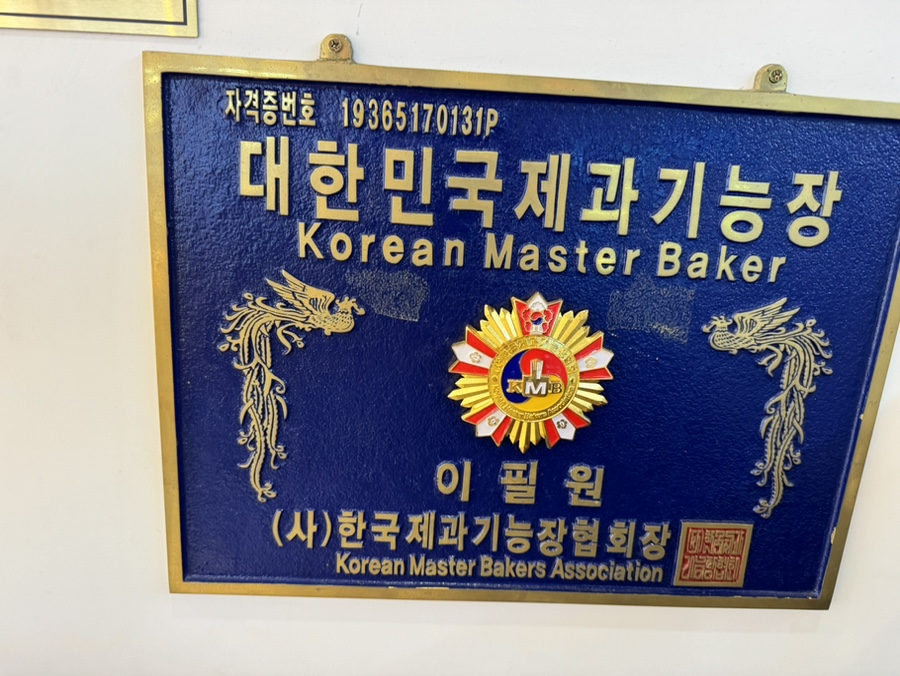 자격증번호 19365170131P
대한민국제과기능장
Korean Master Baker
KMB
이필원
(사)한국제과기능장협회장
Korean Master Bakers Association